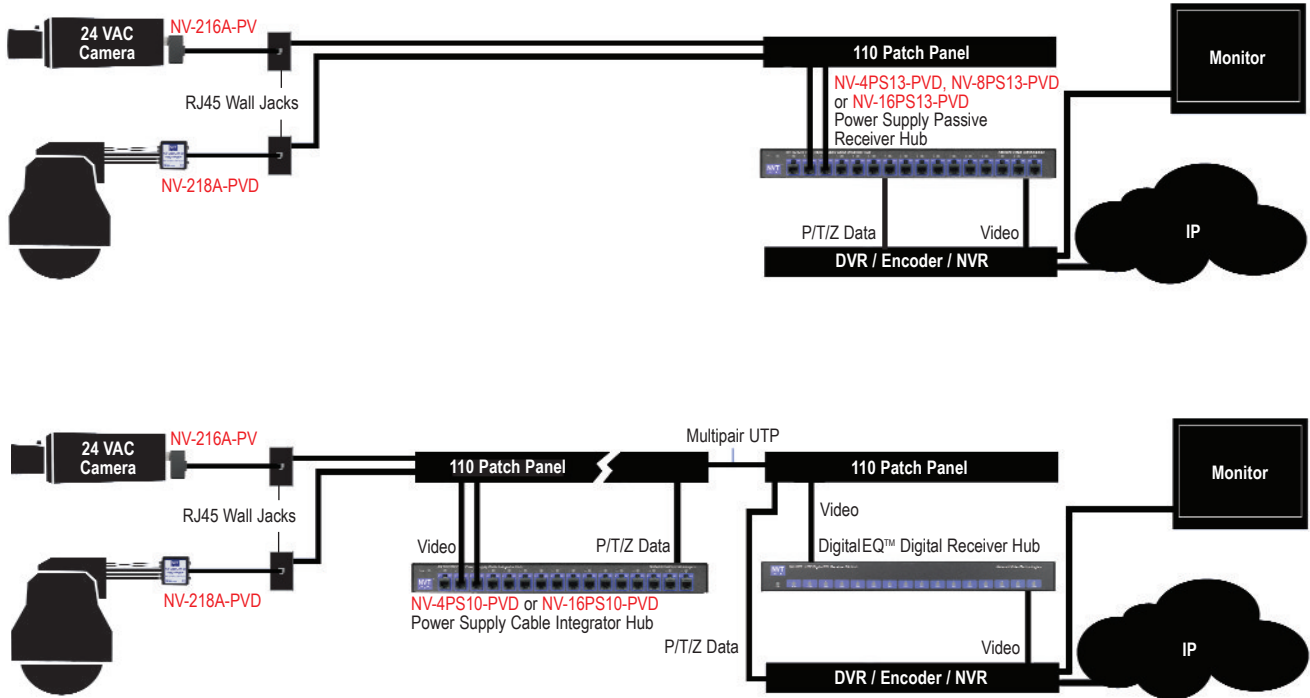 24 VAC
Camera
NV-216A-PV
RJ45 Wall Jacks
NV-218A-PVD
110 Patch Panel
NV-4PS13-PVD, NV-8PS13-PVD
or NV-16PS13-PVD
Power Supply Passive
Receiver Hub
NVT
P/T/Z Data
Video
DVR / Encoder / NVR
Monitor
IP
24 VAC
Camera
NV-216A-PV
RJ45 Wall Jacks
NV-218A-PVD
110 Patch Panel
Multipair UTP
110 Patch Panel
Video
P/T/Z Data
NVT
NV-4PS10-PVD or NV-16PS10-PVD
Power Supply Cable Integrator Hub
Video
DigitalEQ™ Digital Receiver Hub
NVT
P/T/Z Data
Video
DVR / Encoder / NVR
Monitor
IP